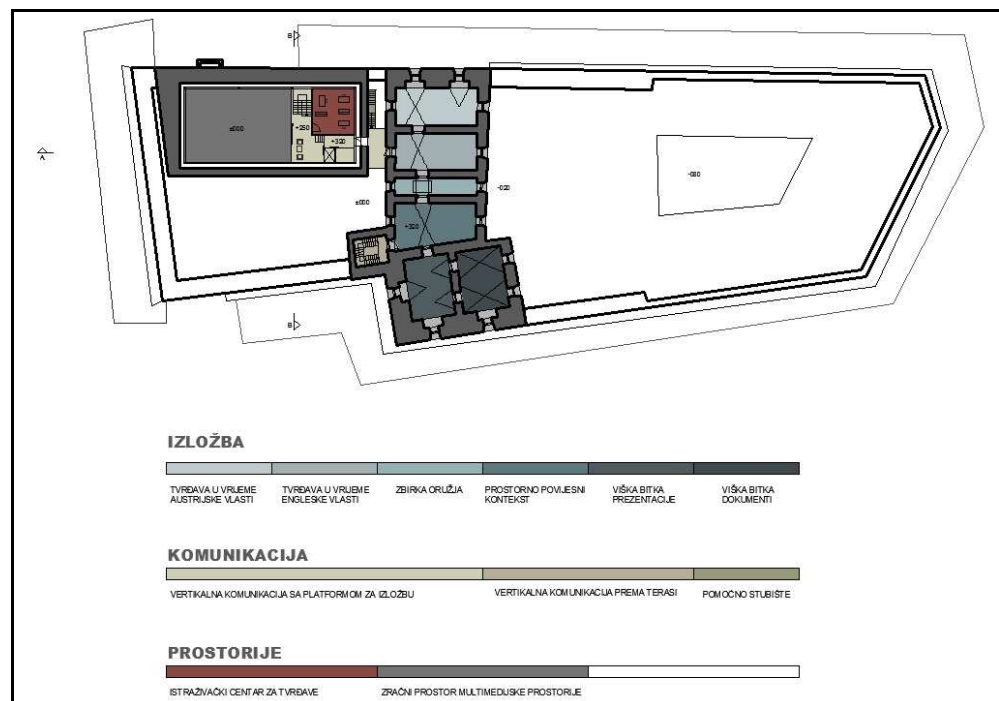 B
±000
+250
+320
A
-020
-080
±000
+320
B
IZLOŽBA
TVRĐAVA U VRIJEME
AUSTRIJSKE VLASTI
TVRĐAVA U VRIJEME
ENGLESKE VLASTI
ZBIRKA ORUŽJA
PROSTORNO POVIJESNI
KONTEKST
VIŠKA BITKA
PREZENTACIJE
VIŠKA BITKA
DOKUMENTI
KOMUNIKACIJA
VERTIKALNA KOMUNIKACIJA SA PLATFORMOM ZA IZLOŽBU
VERTIKALNA KOMUNIKACIJA PREMA TERASI
POMOĆNO STUBIŠTE
PROSTORIJE
ISTRAŽIVAČKI CENTAR ZA TVRĐAVE
ZRAČNI PROSTOR MULTIMEDIJSKE PROSTORIJE